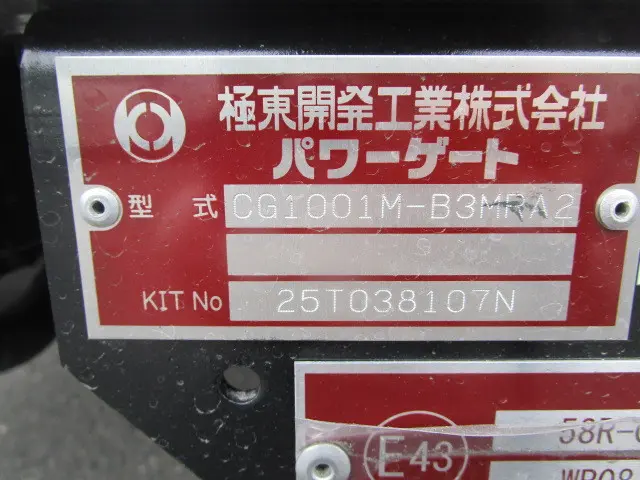 極東開発工業株式会社
パワーゲート
型 式 CG1001M-B3MRA2
S
KIT No 25T038107N
E43
58R-